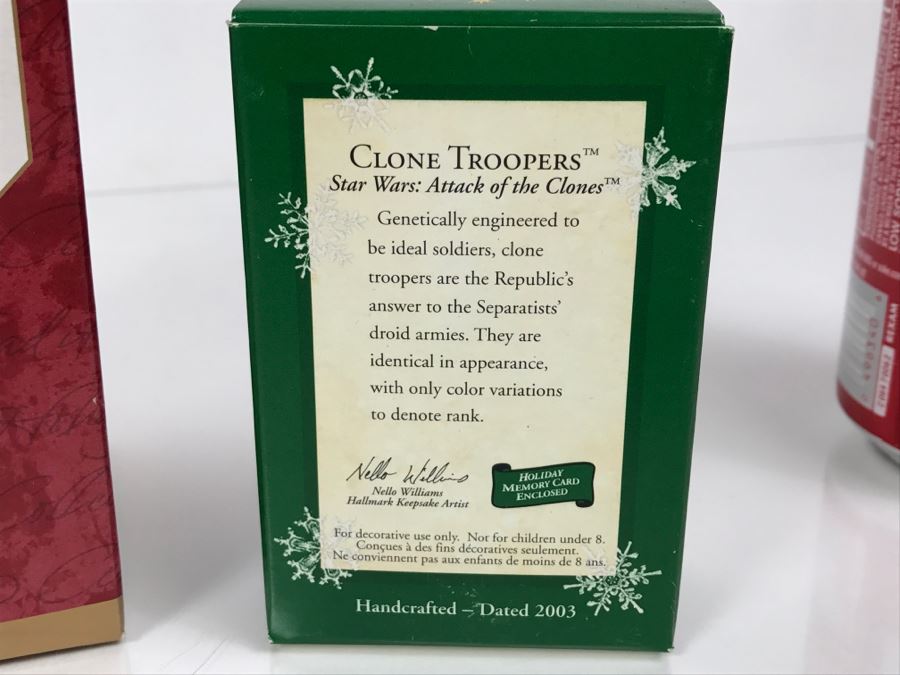 CLONE TROOPERS™
Star Wars: Attack of the Clones™
Genetically engineered to
be ideal soldiers, clone
troopers are the Republic's
answer to the Separatists'
droid armies. They are
identical in appearance,
with only color variations
to denote rank.
Nello Williams
Nello Williams
Hallmark Keepsake Artist
HOLIDAY
MEMORY CARD
ENCLOSED
For decorative use only. Not for children under 8.
Conçues à des fins décoratives seulement.
Ne conviennent pas aux enfants de moins de 8 ans.
Handcrafted – Dated 2003
REXAM